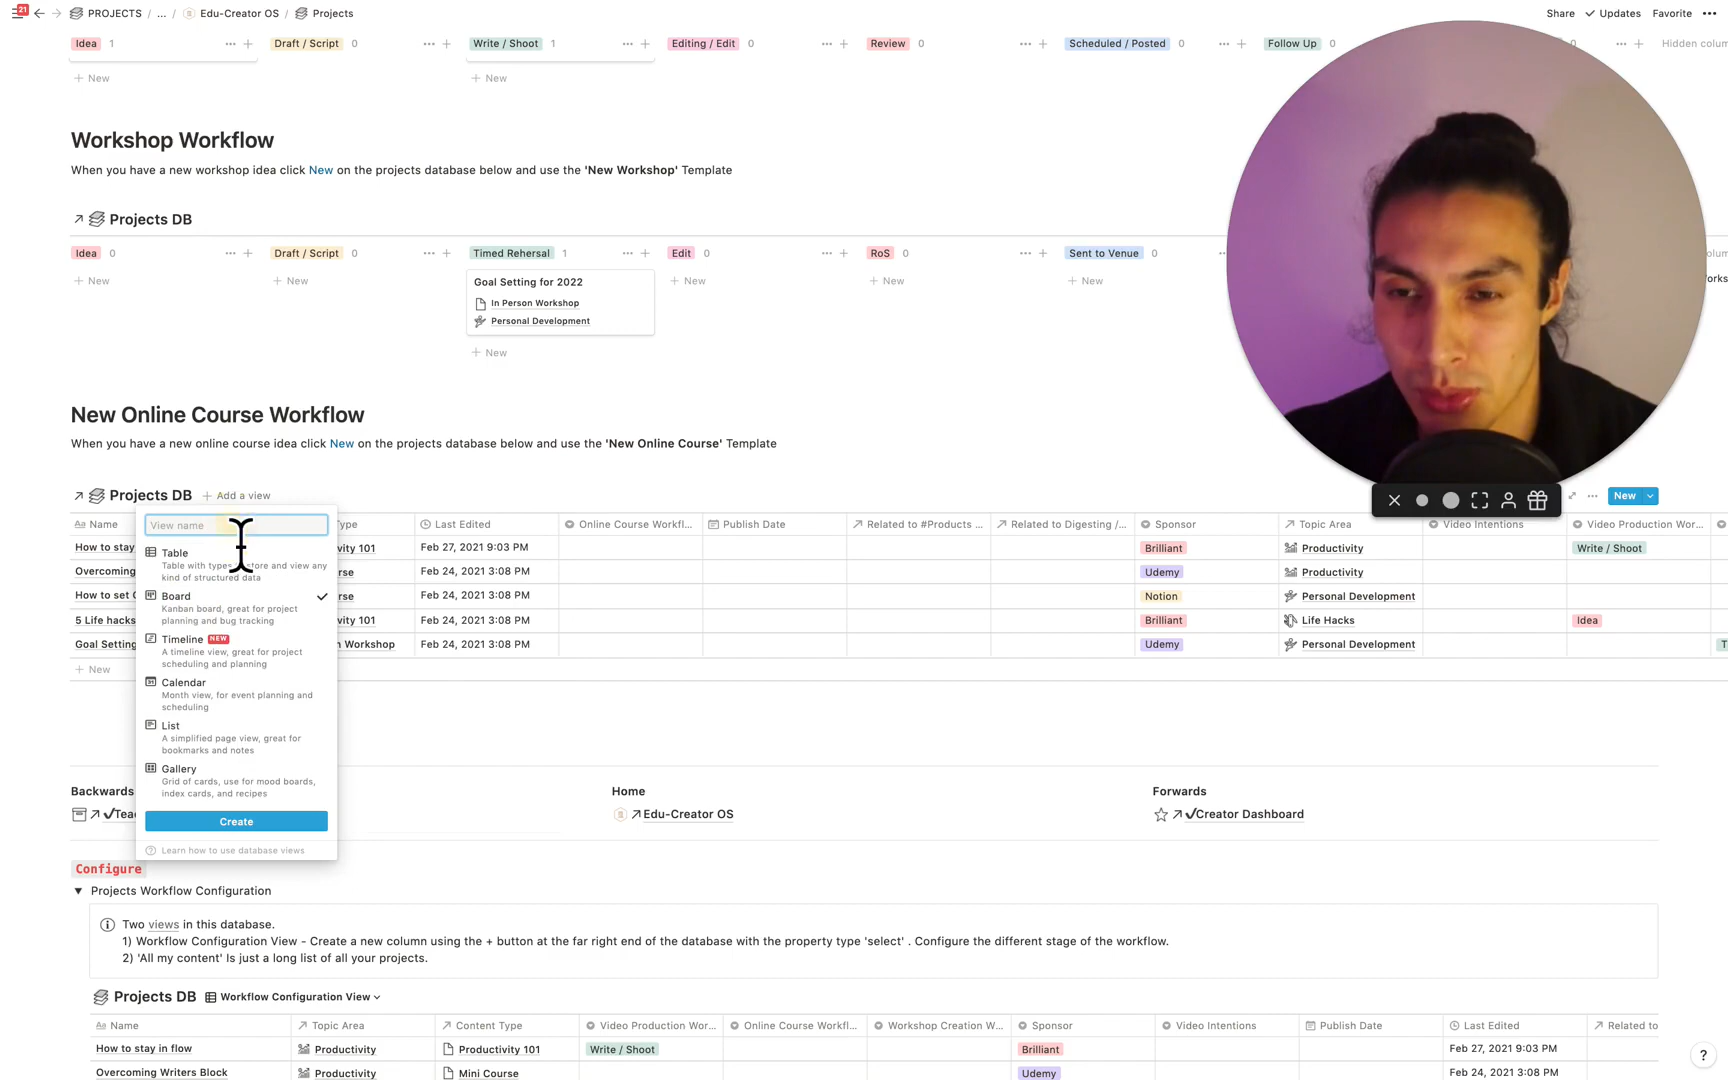 21 PROJECTS / ... / Edu-Creator OS / Projects Share Updates Favorite
Idea 1 Draft / Script 0 Write / Shoot 1 Editing / Edit 0 Review 0 Scheduled / Posted 0 Follow Up 0 0 Hidden colum
New New
Workshop Workflow
When you have a new workshop idea click New on the projects database below and use the 'New Workshop' Template
Projects DB
Idea 0 Draft / Script 0 Timed Rehersal 1 Edit 0 RoS 0 Sent to Venue 0
New New Goal Setting for 2022 New New New
In Person Workshop
Personal Development
New
New Online Course Workflow
When you have a new online course idea click New on the projects database below and use the 'New Online Course' Template
Projects DB Add a view New
Name Type Last Edited Online Course Workfl... Publish Date Related to #Products ... Related to Digesting /... Sponsor Topic Area Video Intentions Video Production Wor...
View name
How to stay ivity 101 Feb 27, 2021 9:03 PM Brilliant Productivity Write / Shoot
Overcoming rse Feb 24, 2021 3:08 PM Udemy Productivity
How to set rse Feb 24, 2021 3:08 PM Notion Personal Development
5 Life hacks ivity 101 Feb 24, 2021 3:08 PM Brilliant Life Hacks Idea
Goal Setting n Workshop Feb 24, 2021 3:08 PM Udemy Personal Development
New
Table
Table with types store and view any
kind of structured data
Board
Kanban board, great for project
planning and bug tracking
Timeline NEW
A timeline view, great for project
scheduling and planning
Calendar
Month view, for event planning and
scheduling
List
A simplified page view, great for
bookmarks and notes
Gallery
Grid of cards, use for mood boards,
index cards, and recipes
Create
Learn how to use database views
Backwards Home Forwards
Edu-Creator OS Creator Dashboard
Configure
Projects Workflow Configuration
Two views in this database.
1) Workflow Configuration View - Create a new column using the + button at the far right end of the database with the property type 'select' . Configure the different stage of the workflow.
2) 'All my content' Is just a long list of all your projects.
Projects DB Workflow Configuration View
Name Topic Area Content Type Video Production Wor... Online Course Workfl... Workshop Creation W... Sponsor Video Intentions Publish Date Last Edited Related to
How to stay in flow Productivity Productivity 101 Write / Shoot Brilliant Feb 27, 2021 9:03 PM
Overcoming Writers Block Productivity Mini Course Udemy Feb 24, 2021 3:08 PM
?